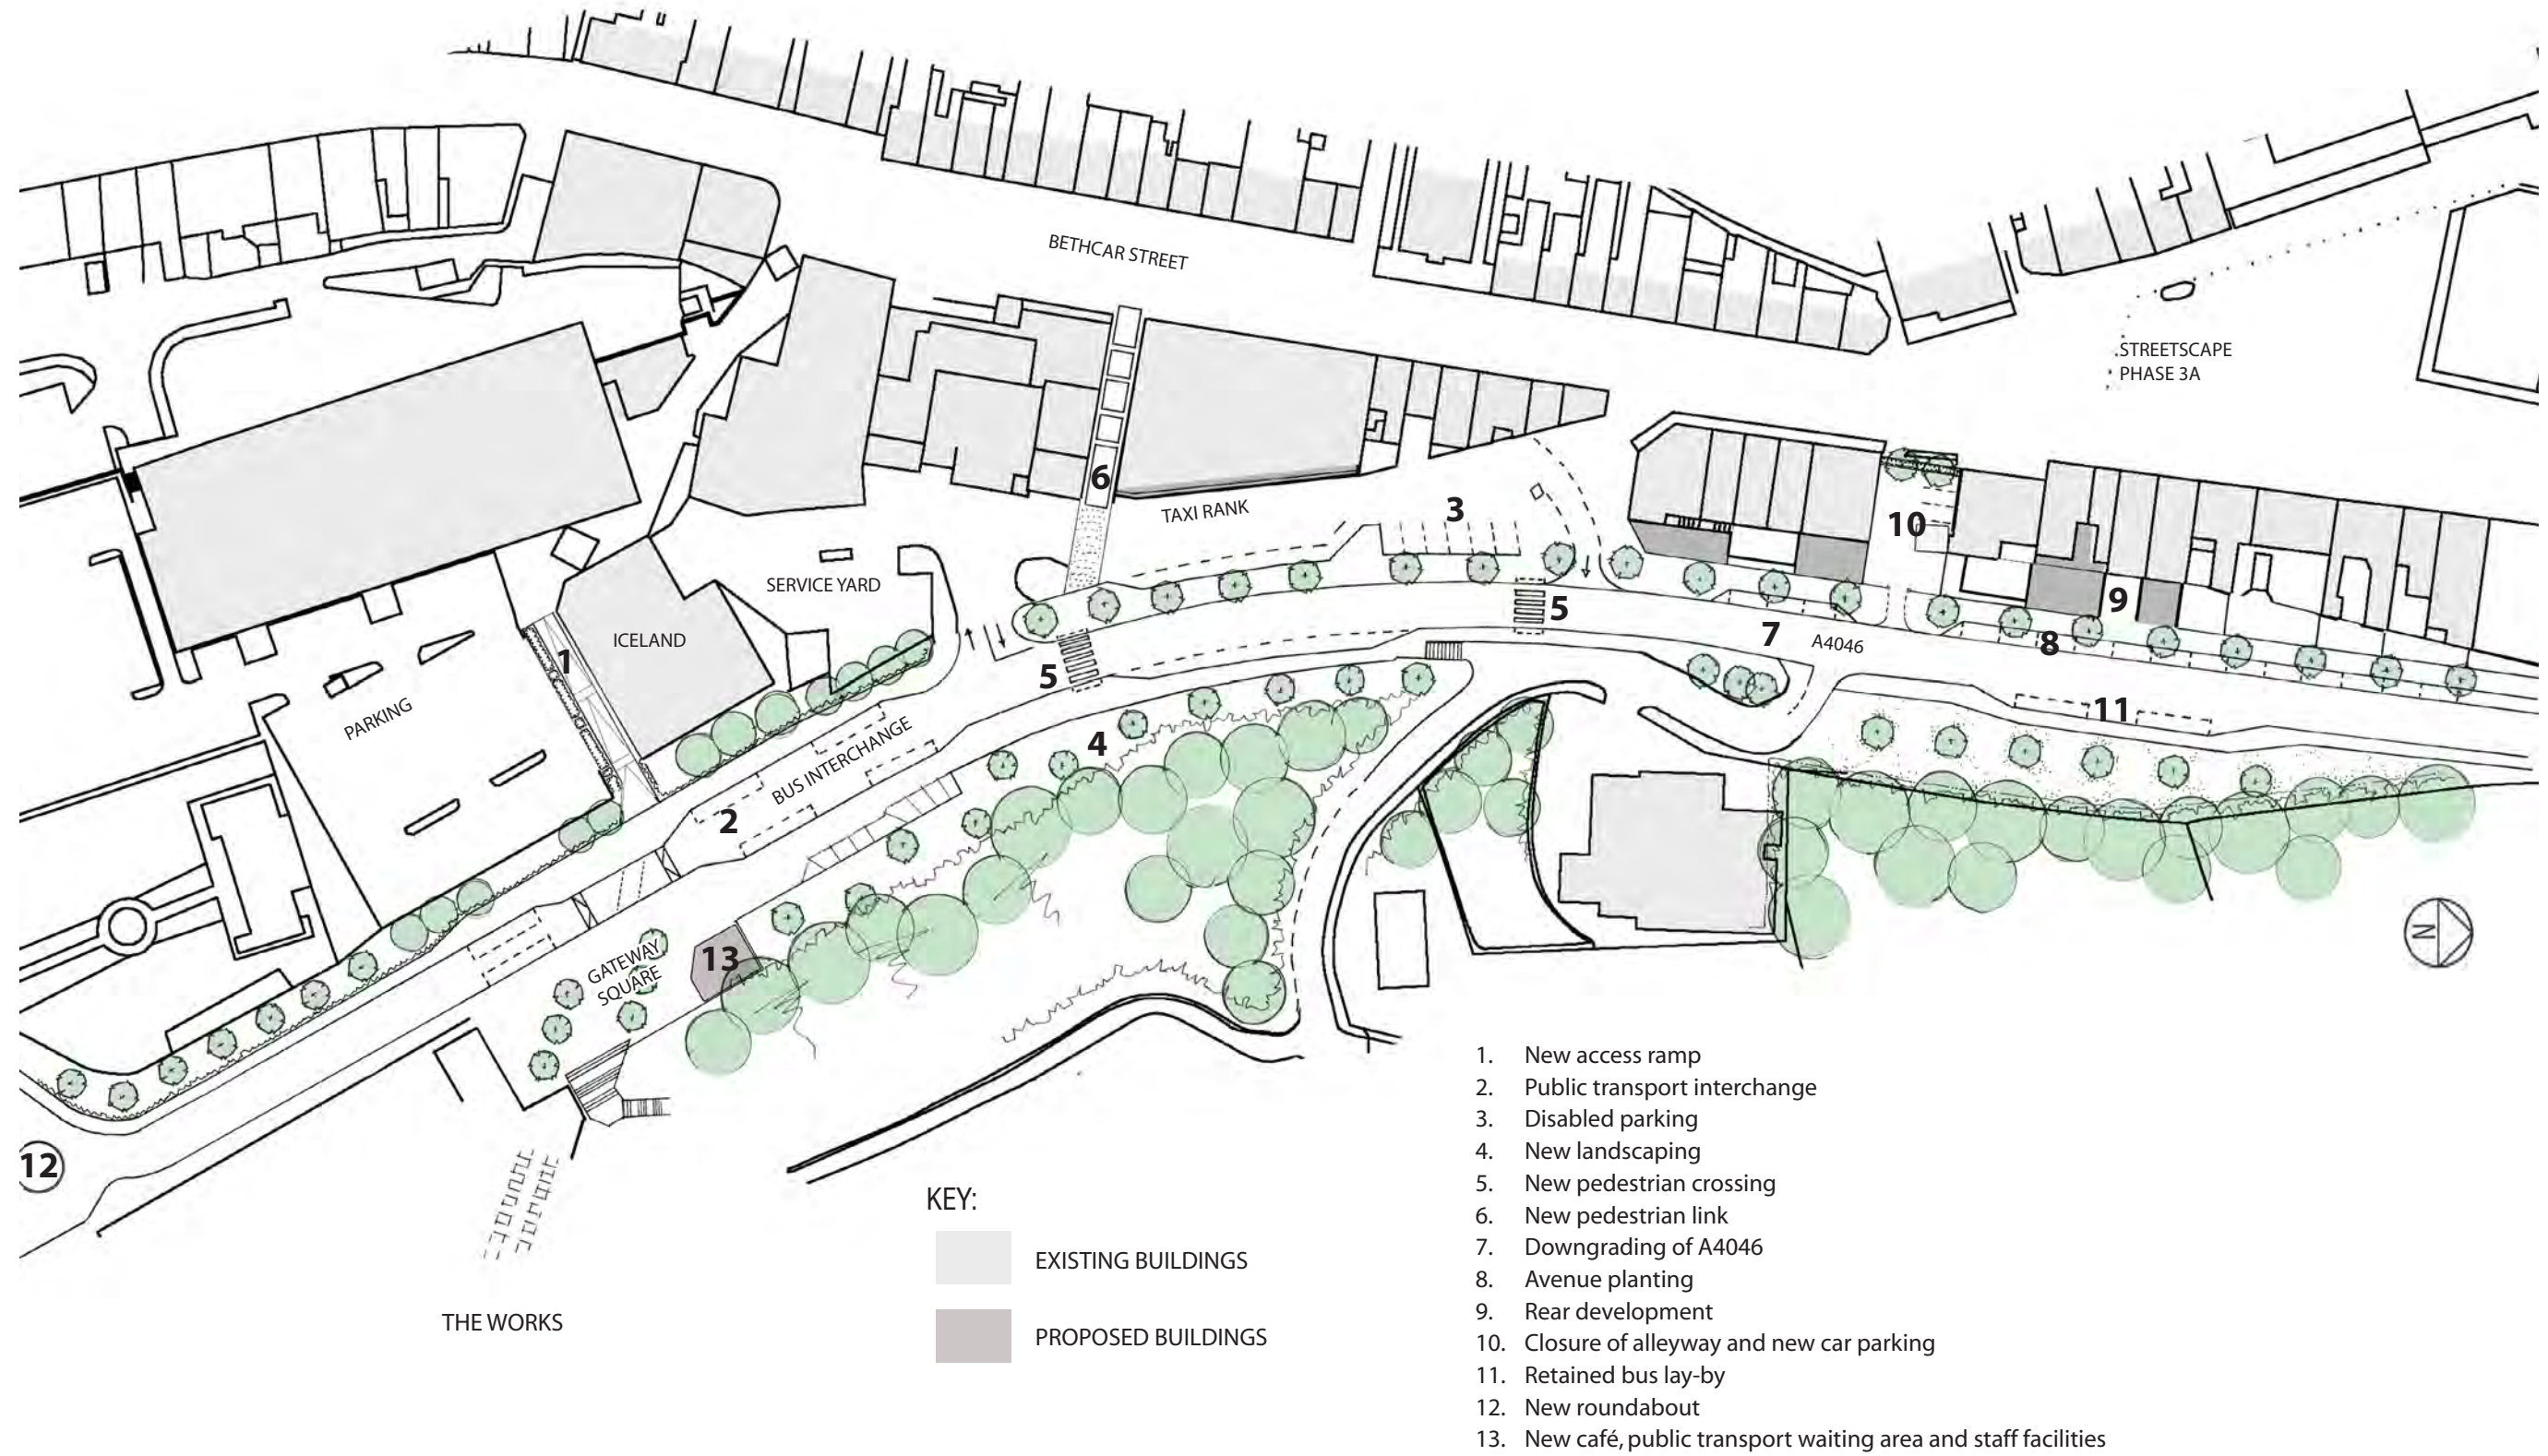 BETHCAR STREET
STREETSCAPE
PHASE 3A
6
TAXI RANK
3
10
SERVICE YARD
ICELAND
1
5
9
5
7
A4046
8
PARKING
4
11
BUS INTERCHANGE
2
13
GATEWAY
SQUARE
N
12
THE WORKS
KEY:
EXISTING BUILDINGS
PROPOSED BUILDINGS
1. New access ramp
2. Public transport interchange
3. Disabled parking
4. New landscaping
5. New pedestrian crossing
6. New pedestrian link
7. Downgrading of A4046
8. Avenue planting
9. Rear development
10. Closure of alleyway and new car parking
11. Retained bus lay-by
12. New roundabout
13. New café, public transport waiting area and staff facilities